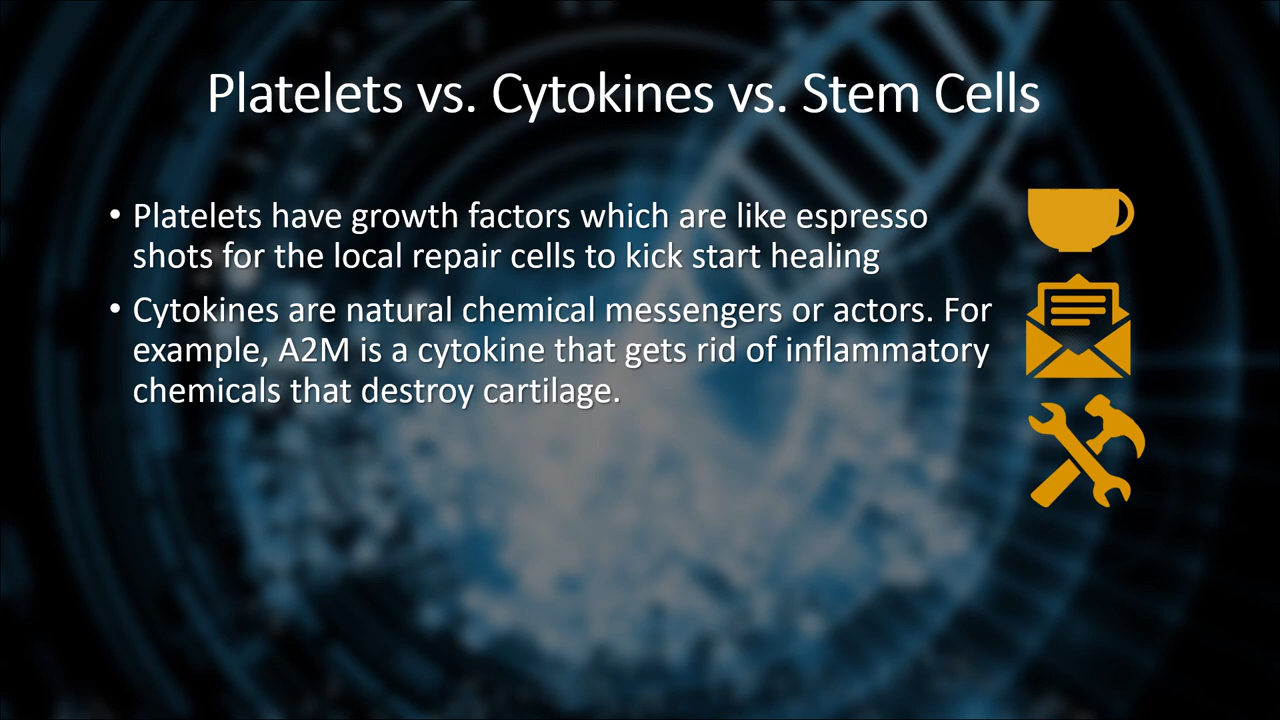 Platelets vs. Cytokines vs. Stem Cells
• Platelets have growth factors which are like espresso
shots for the local repair cells to kick start healing
• Cytokines are natural chemical messengers or actors. For
example, A2M is a cytokine that gets rid of inflammatory
chemicals that destroy cartilage.